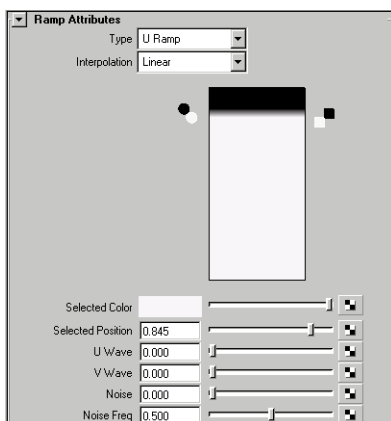 Ramp Attributes
Type U Ramp
Interpolation Linear
Selected Color
Selected Position 0.845
U Wave 0.000
V Wave 0.000
Noise 0.000
Noise Freq 0.500